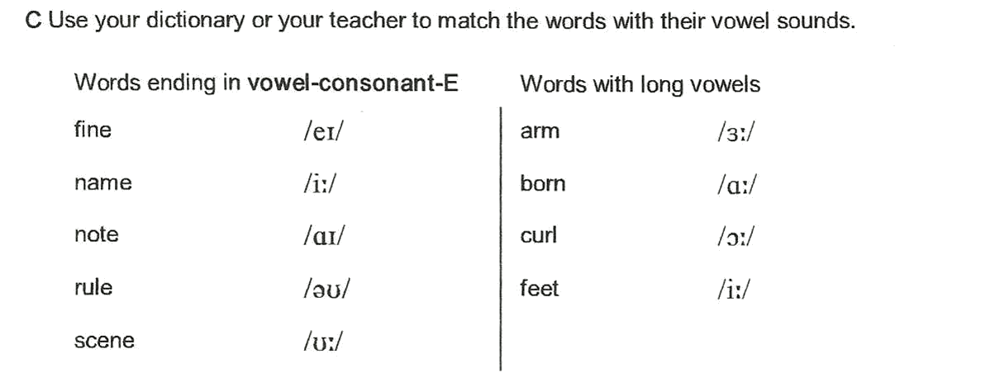 C Use your dictionary or your teacher to match the words with their vowel sounds.
Words ending in vowel-consonant-E Words with long vowels
fine /eɪ/ arm /ɜː/
name /iː/ born /ɑː/
note /ɑɪ/ curl /ɔː/
rule /əʊ/ feet /iː/
scene /ʊː/